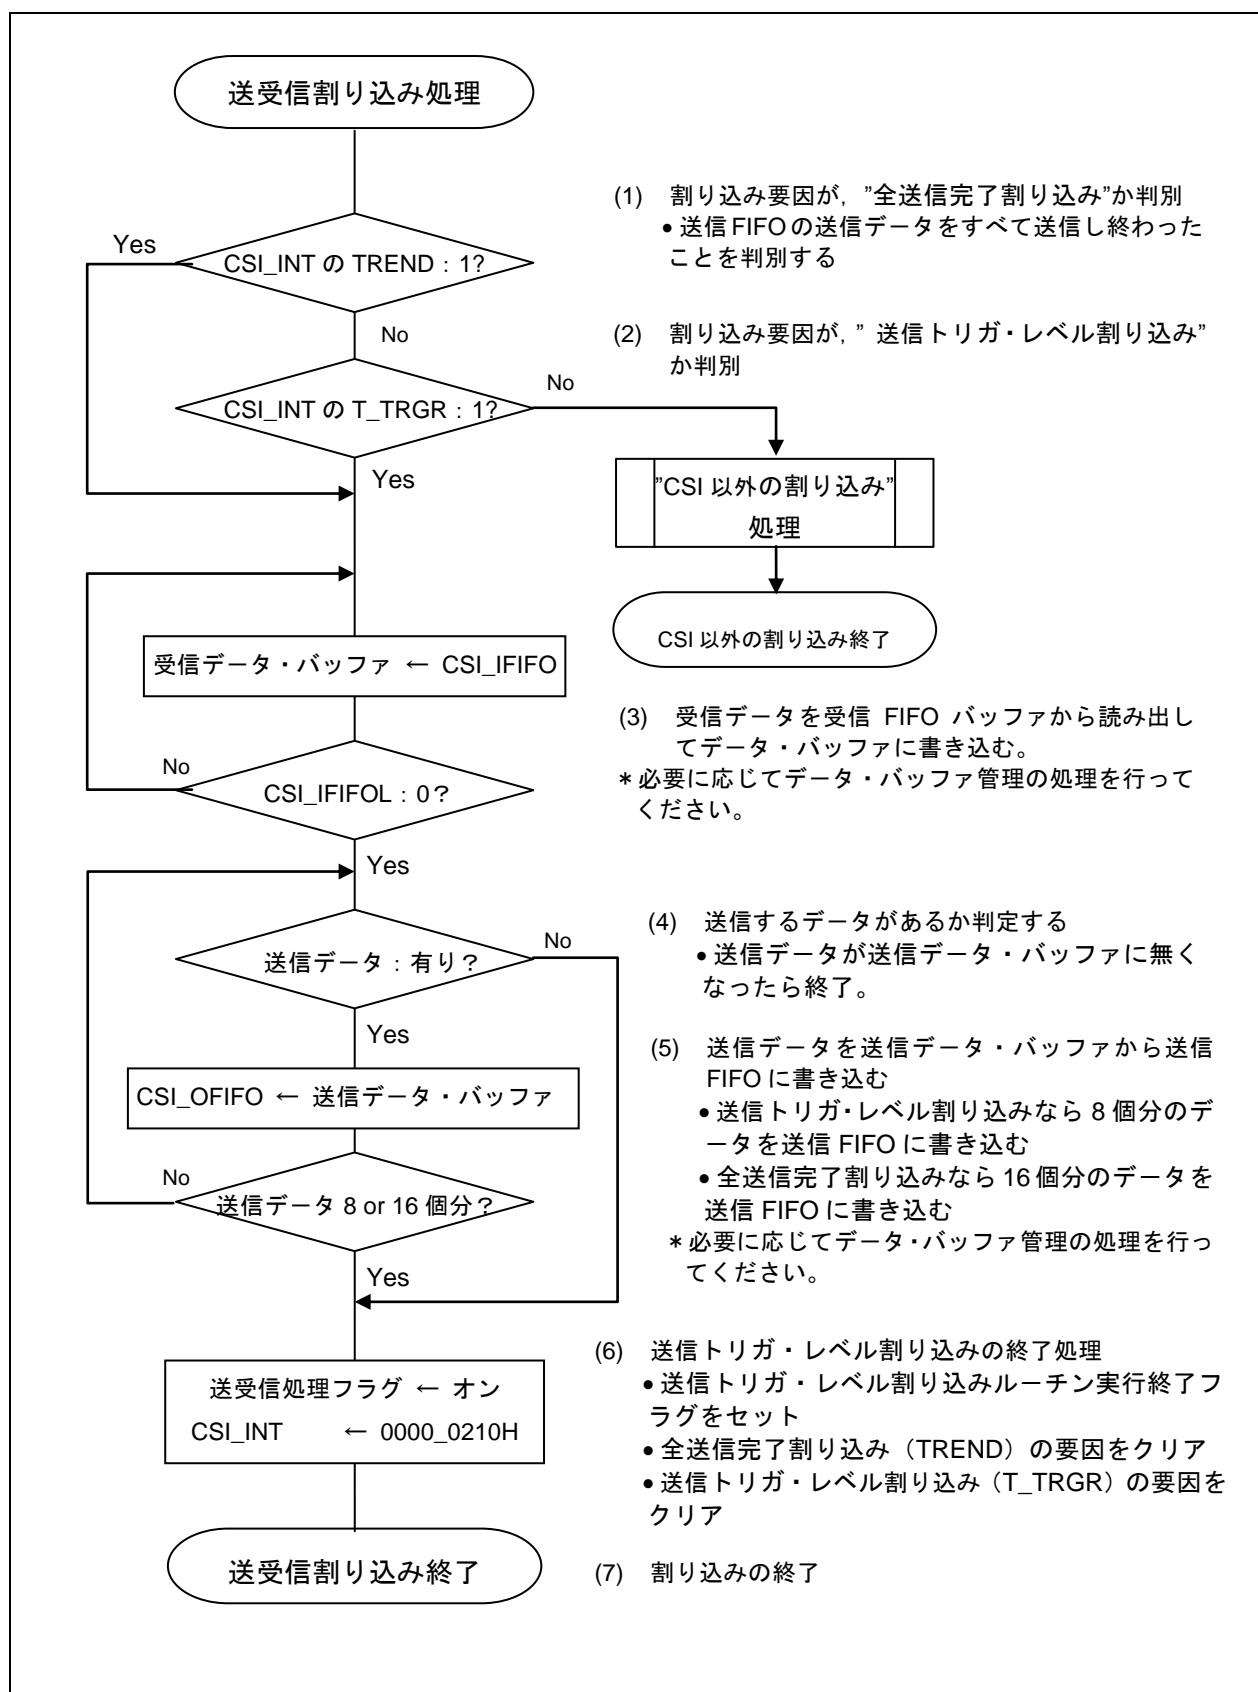 送受信割り込み処理
(1) 割り込み要因が, ”全送信完了割り込み”か判別
• 送信 FIFO の送信データをすべて送信し終わった
ことを判別する
Yes
CSI_INT の TREND : 1?
No
(2) 割り込み要因が, ” 送信トリガ・レベル割り込み”
か判別
No
CSI_INT の T_TRGR : 1?
Yes
”CSI 以外の割り込み”
処理
CSI 以外の割り込み終了
受信データ・バッファ ← CSI_IFIFO
(3) 受信データを受信 FIFO バッファから読み出し
てデータ・バッファに書き込む。
*必要に応じてデータ・バッファ管理の処理を行って
ください。
No
CSI_IFIFOL : 0?
Yes
(4) 送信するデータがあるか判定する
• 送信データが送信データ・バッファに無く
なったら終了。
No
送信データ : 有り?
Yes
(5) 送信データを送信データ・バッファから送信
FIFO に書き込む
• 送信トリガ・レベル割り込みなら 8 個分のデ
ータを送信 FIFO に書き込む
• 全送信完了割り込みなら 16 個分のデータを
送信 FIFO に書き込む
*必要に応じてデータ・バッファ管理の処理を行っ
てください。
CSI_OFIFO ← 送信データ・バッファ
No
送信データ 8 or 16 個分?
Yes
送受信処理フラグ ← オン
CSI_INT ← 0000_0210H
(6) 送信トリガ・レベル割り込みの終了処理
• 送信トリガ・レベル割り込みルーチン実行終了フ
ラグをセット
• 全送信完了割り込み（TREND）の要因をクリア
• 送信トリガ・レベル割り込み（T_TRGR）の要因を
クリア
送受信割り込み終了
(7) 割り込みの終了